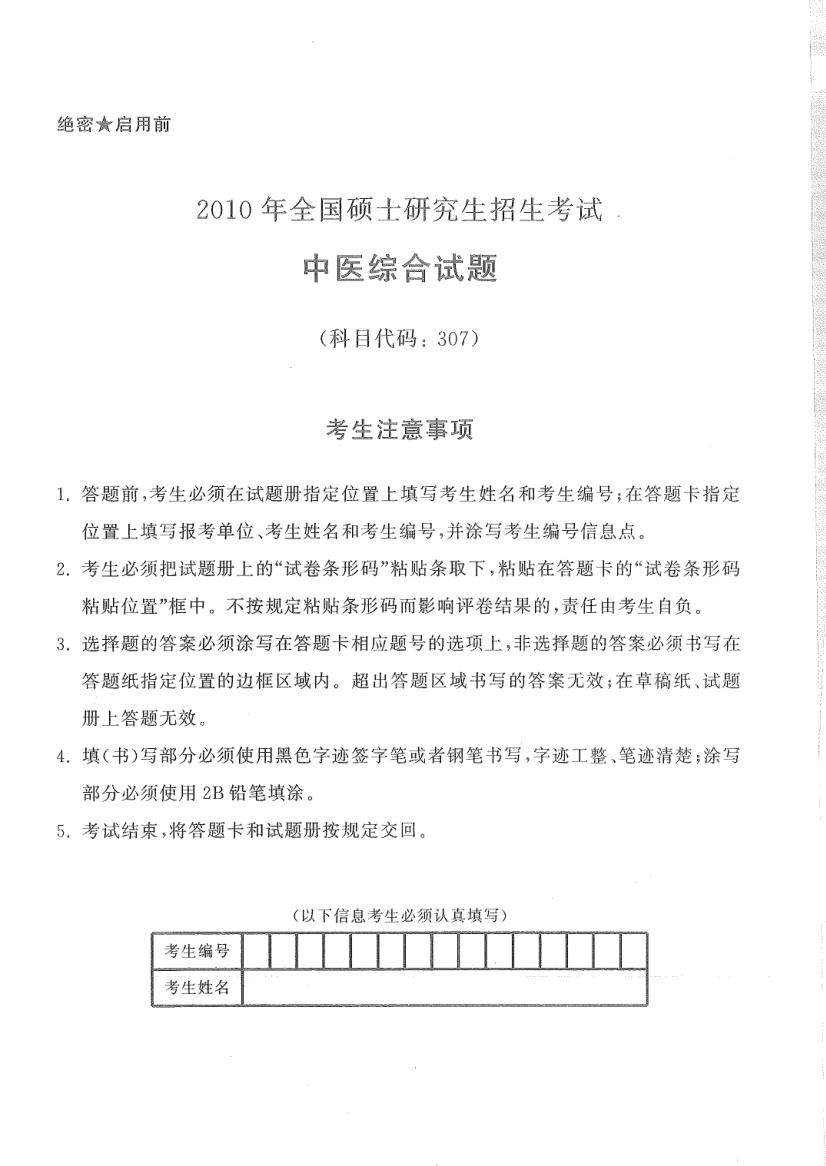 绝密★启用前
2010 年全国硕士研究生招生考试
中医综合试题
(科目代码: 307)
考生注意事项
1. 答题前,考生必须在试题册指定位置上填写考生姓名和考生编号;在答题卡指定
位置上填写报考单位、考生姓名和考生编号,并涂写考生编号信息点。
2. 考生必须把试题册上的“试卷条形码”粘贴条取下,粘贴在答题卡的“试卷条形码
粘贴位置”框中。不按规定粘贴条形码而影响评卷结果的,责任由考生自负。
3. 选择题的答案必须涂写在答题卡相应题号的选项上,非选择题的答案必须书写在
答题纸指定位置的边框区域内。超出答题区域书写的答案无效;在草稿纸、试题
册上答题无效。
4. 填(书)写部分必须使用黑色字迹签字笔或者钢笔书写,字迹工整、笔迹清楚;涂写
部分必须使用 2B 铅笔填涂。
5. 考试结束,将答题卡和试题册按规定交回。
(以下信息考生必须认真填写)
考生编号
考生姓名